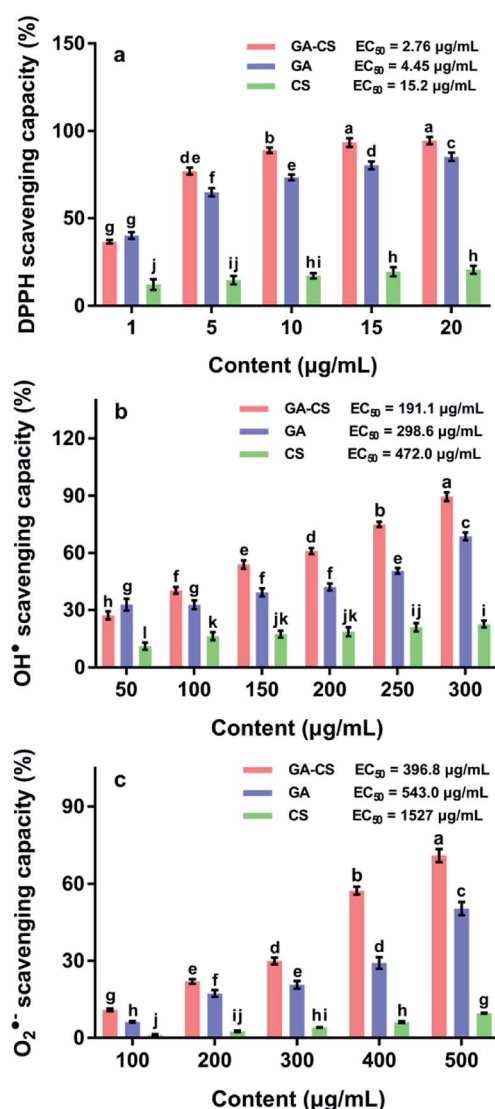 DPPH scavenging capacity (%)
150
100
50
0
a
GA-CS EC₅₀ = 2.76 µg/mL
GA EC₅₀ = 4.45 µg/mL
CS EC₅₀ = 15.2 µg/mL
g g j
de f ij
b e hi
a d h
a c h
1 5 10 15 20
Content (µg/mL)
OH• scavenging capacity (%)
120
90
60
30
0
b
GA-CS EC₅₀ = 191.1 µg/mL
GA EC₅₀ = 298.6 µg/mL
CS EC₅₀ = 472.0 µg/mL
h g l
f g k
e f jk
d f jk
b e ij
a c i
50 100 150 200 250 300
Content (µg/mL)
O₂•- scavenging capacity (%)
90
60
30
0
c
GA-CS EC₅₀ = 396.8 µg/mL
GA EC₅₀ = 543.0 µg/mL
CS EC₅₀ = 1527 µg/mL
g h j
e f ij
d e hi
b d h
a c g
100 200 300 400 500
Content (µg/mL)